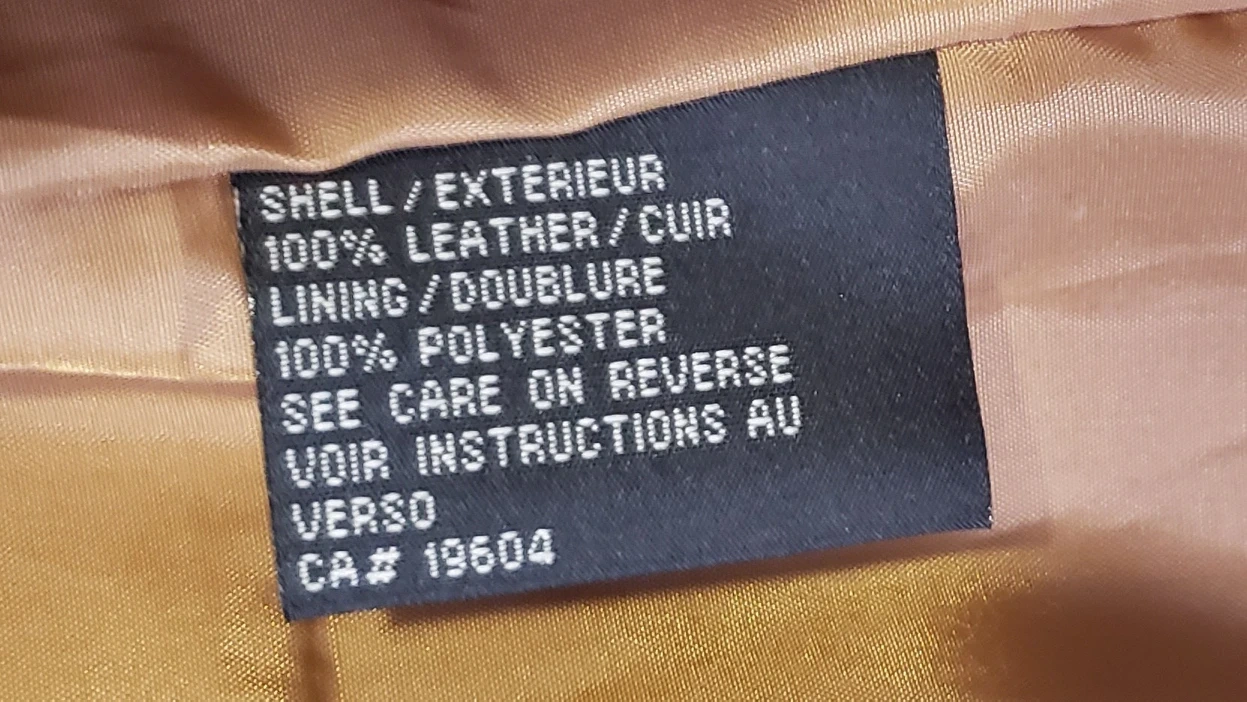 SHELL/EXTERIEUR
100% LEATHER/CUIR
LINING/DOUBLURE
100% POLYESTER
SEE CARE ON REVERSE
VOIR INSTRUCTIONS AU
VERSO
CA# 19604